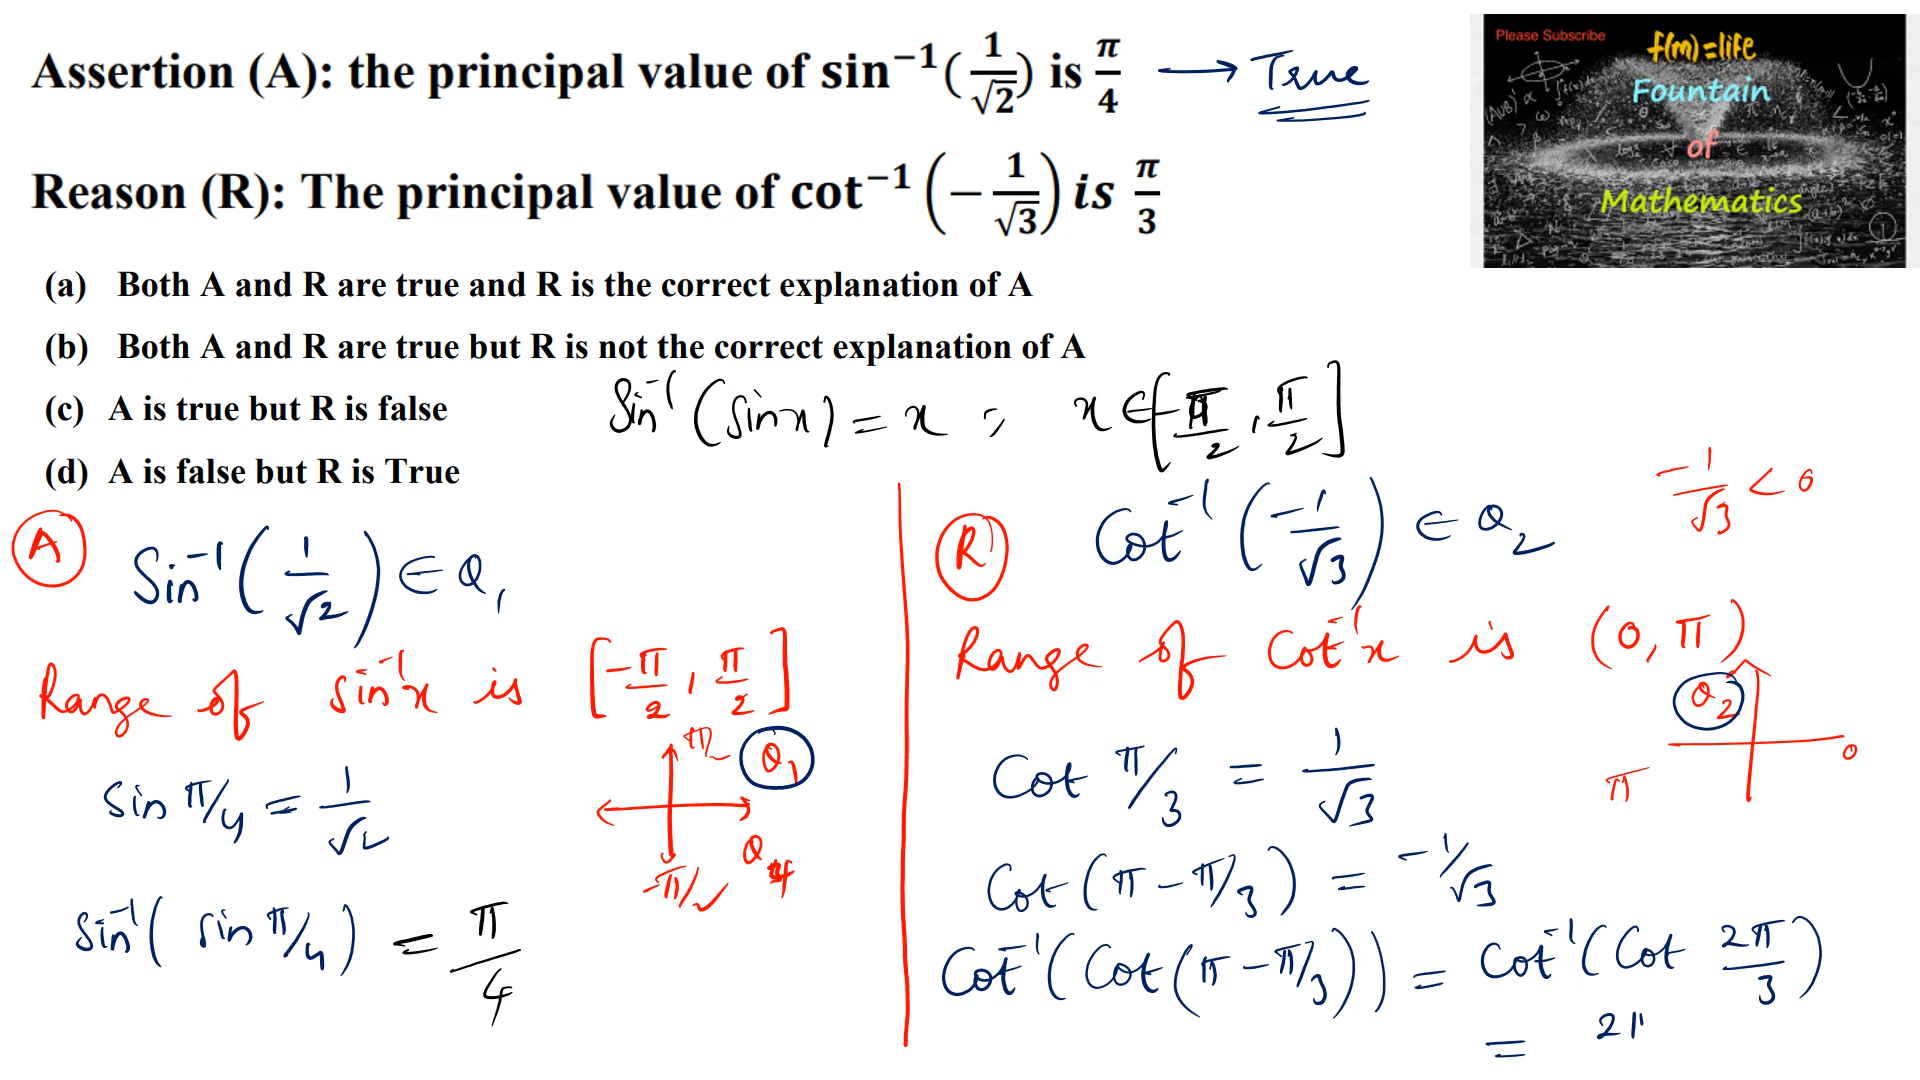 Assertion (A): the principal value of sin⁻¹(1/√2) is π/4 → True
Reason (R): The principal value of cot⁻¹(−1/√3) is π/3
(a) Both A and R are true and R is the correct explanation of A
(b) Both A and R are true but R is not the correct explanation of A
(c) A is true but R is false
(d) A is false but R is True
Please Subscribe
f(m)=life
Fountain
of
Mathematics
Sin⁻¹(Sinx) = x , x ∈ [-π/2, π/2]
A
Sin⁻¹(1/√2) ∈ Q₁
Range of sin⁻¹x is [-π/2, π/2]
π/2 Q₁
Sin π/4 = 1/√2
Q4
-π/2
Sin⁻¹(sin π/4) = π/4
-1/√3 < 0
R
Cot⁻¹(-1/√3) ∈ Q₂
Range of Cot⁻¹x is (0, π)
Q₂
0
π
Cot π/3 = 1/√3
Cot(π-π/3) = -1/√3
Cot⁻¹(Cot(π-π/3)) = Cot⁻¹(Cot 2π/3)
= 2π